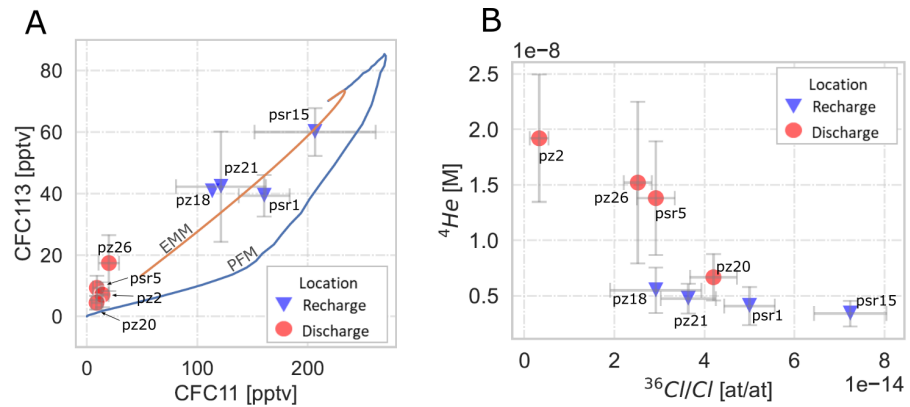 A
80
60
40
20
0
CFC113 [pptv]
0
100
200
CFC11 [pptv]
psr15
pz21
pz18
psr1
pz26
psr5
pz2
pz20
EMM
PFM
Location
Recharge
Discharge
B
1e−8
2.5
2.0
1.5
1.0
0.5
⁴He [M]
0
2
4
6
8
³⁶Cl/Cl [at/at]
1e−14
pz2
pz26
psr5
pz20
pz18
pz21
psr1
psr15
Location
Recharge
Discharge